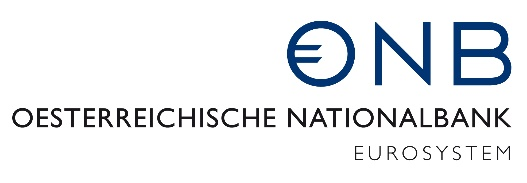 ONB
OESTERREICHISCHE NATIONALBANK
EUROSYSTEM